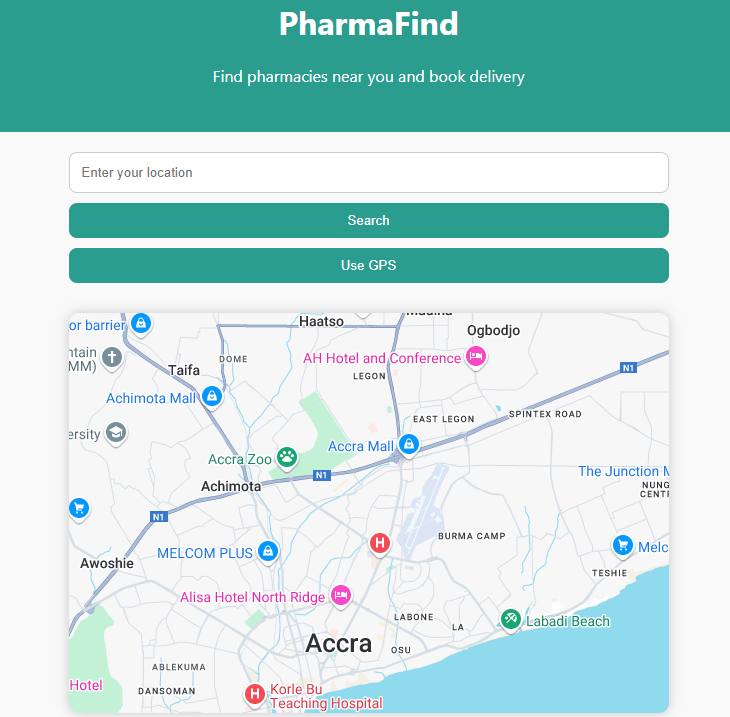 PharmaFind
Find pharmacies near you and book delivery
Enter your location
Search
Use GPS
Haatso
or barrier
Ogbodjo
ntain
MM)
DOME
AH Hotel and Conference
Taifa
LEGON
N1
Achimota Mall
EAST LEGON
SPINTEX ROAD
ersity
Accra Mall
Accra Zoo
The Junction M
N1
Achimota
NUNG
CENTR
N1
BURMA CAMP
H
MELCOM PLUS
Melc
Awoshie
TESHIE
Alisa Hotel North Ridge
LABONE
Labadi Beach
LA
Accra
OSU
ABLEKUMA
Hotel
DANSOMAN
H
Korle Bu
Teaching Hospital